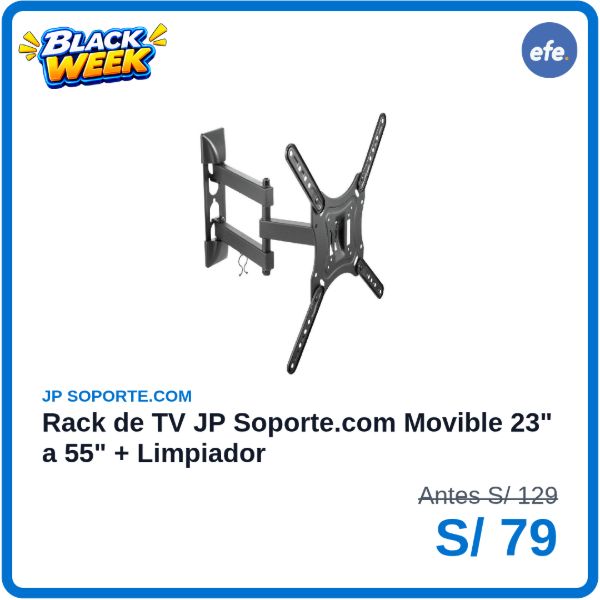 BLACK
WEEK
efe.
JP SOPORTE.COM
Rack de TV JP Soporte.com Movible 23"
a 55" + Limpiador
Antes S/ 129
S/ 79